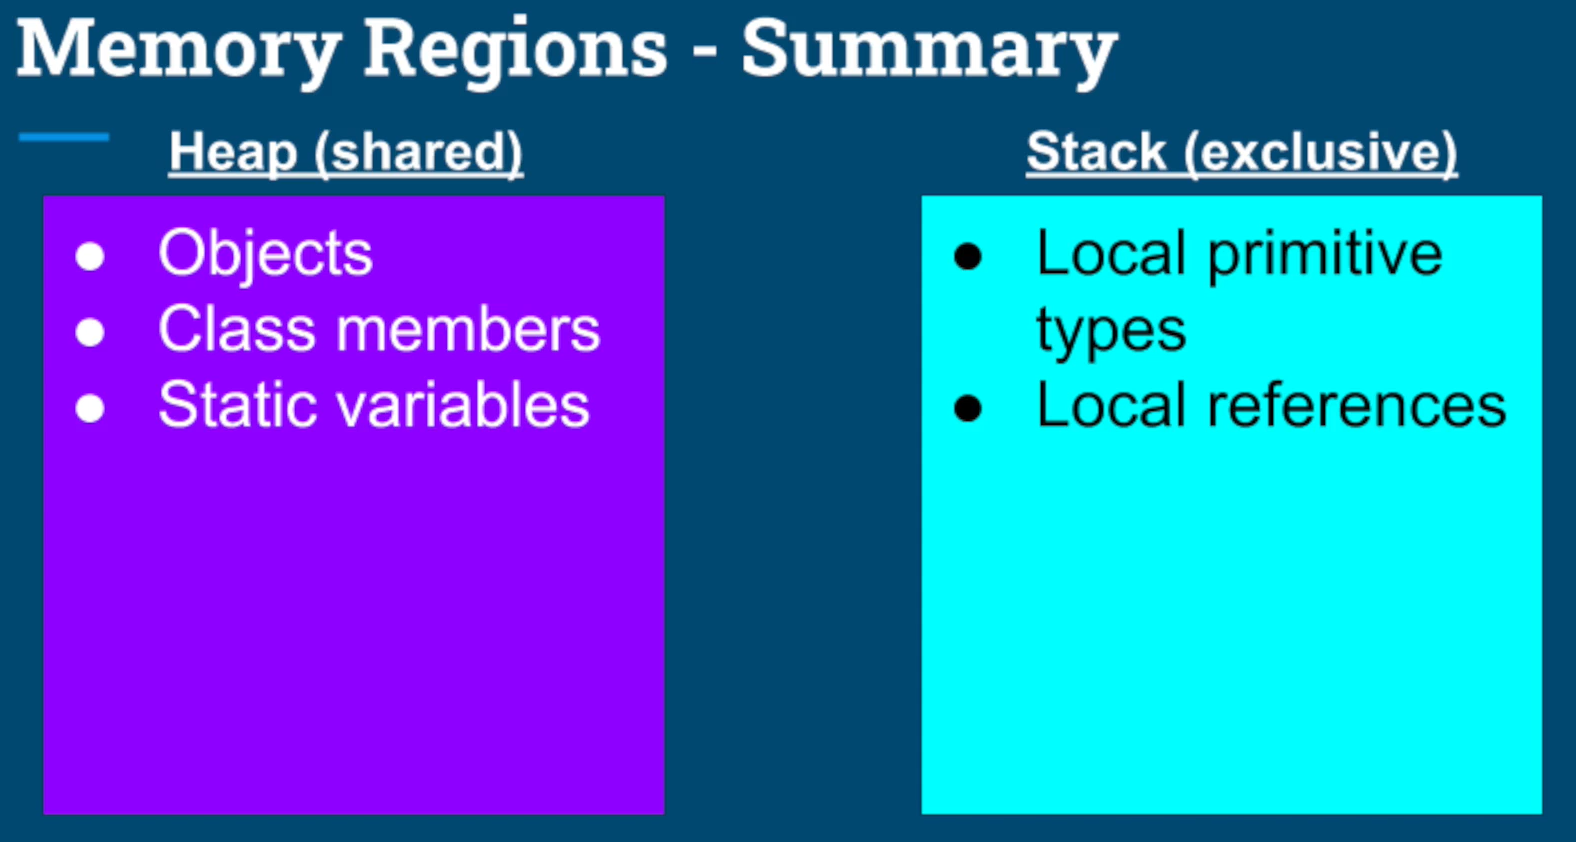 Memory Regions - Summary
Heap (shared)
● Objects
● Class members
● Static variables
Stack (exclusive)
● Local primitive
types
● Local references